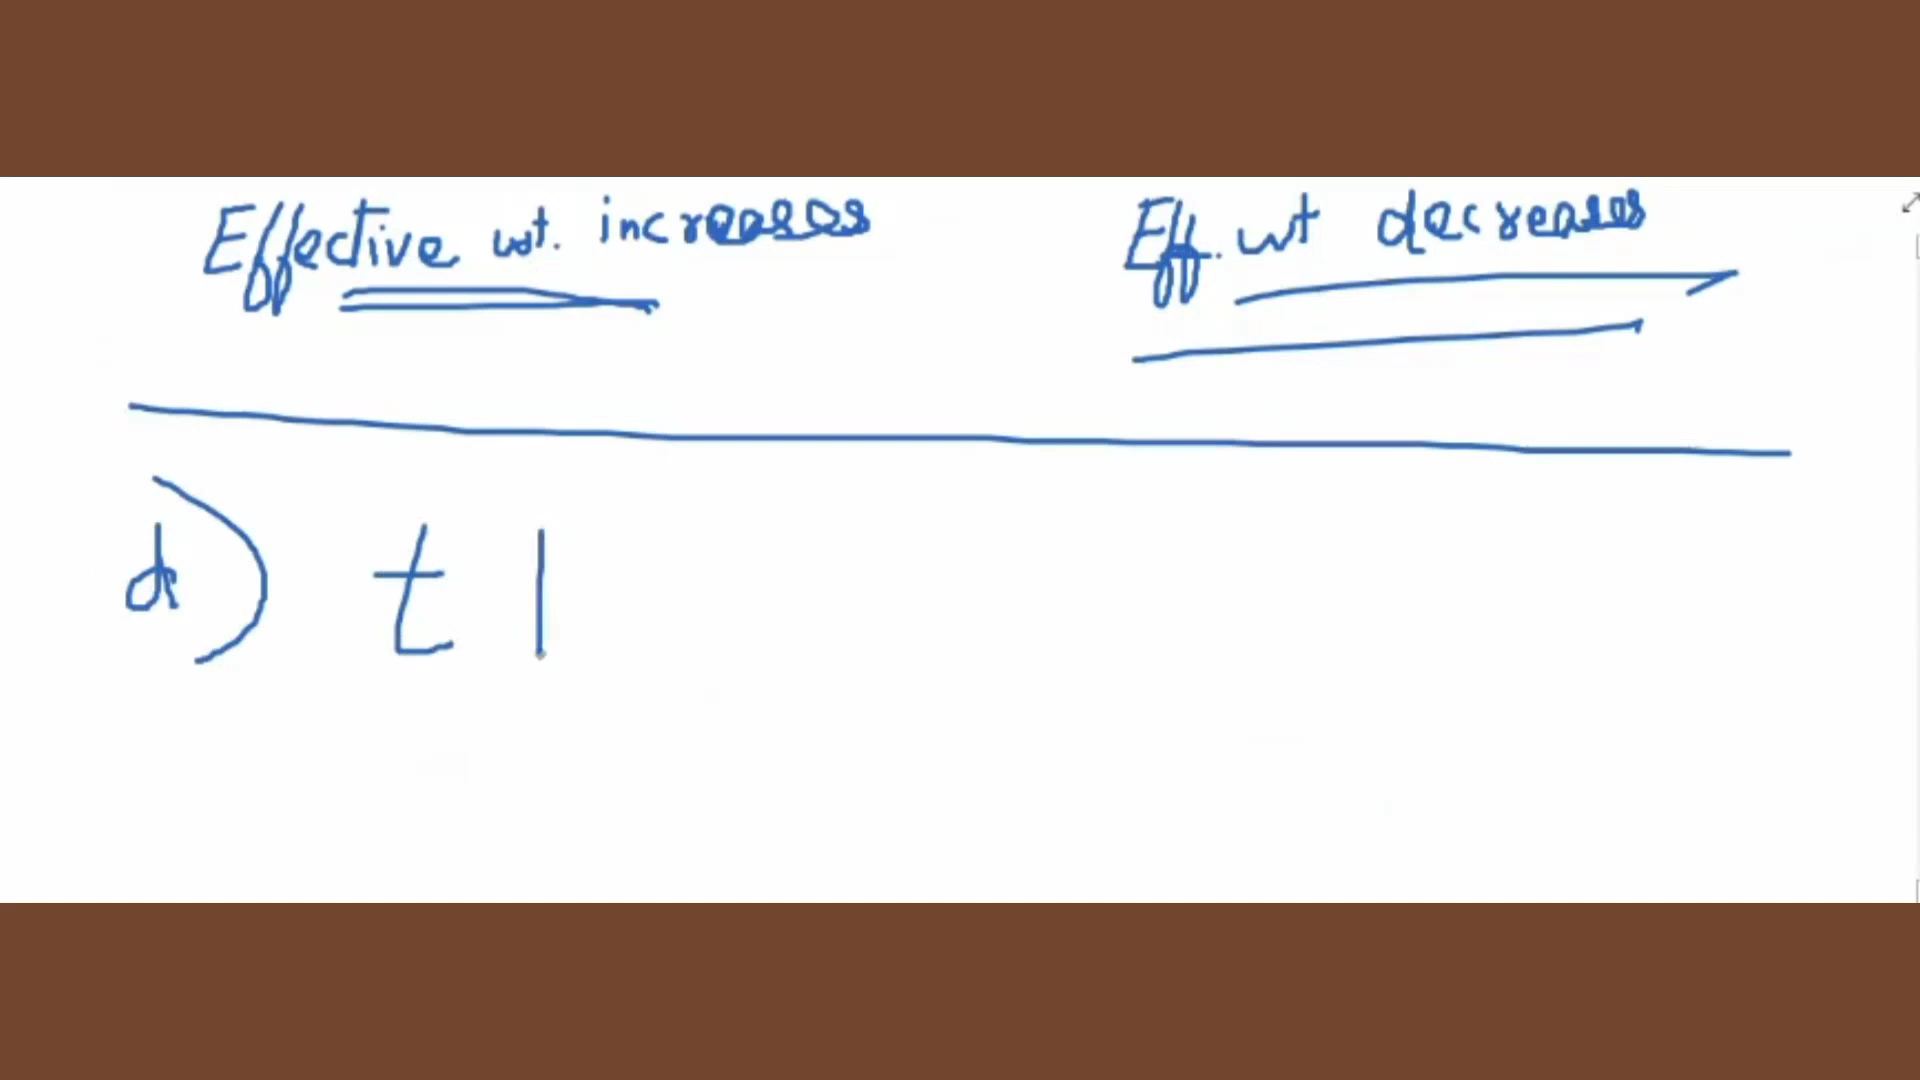 Effective wt. increases Eff. wt decreases
d) t |